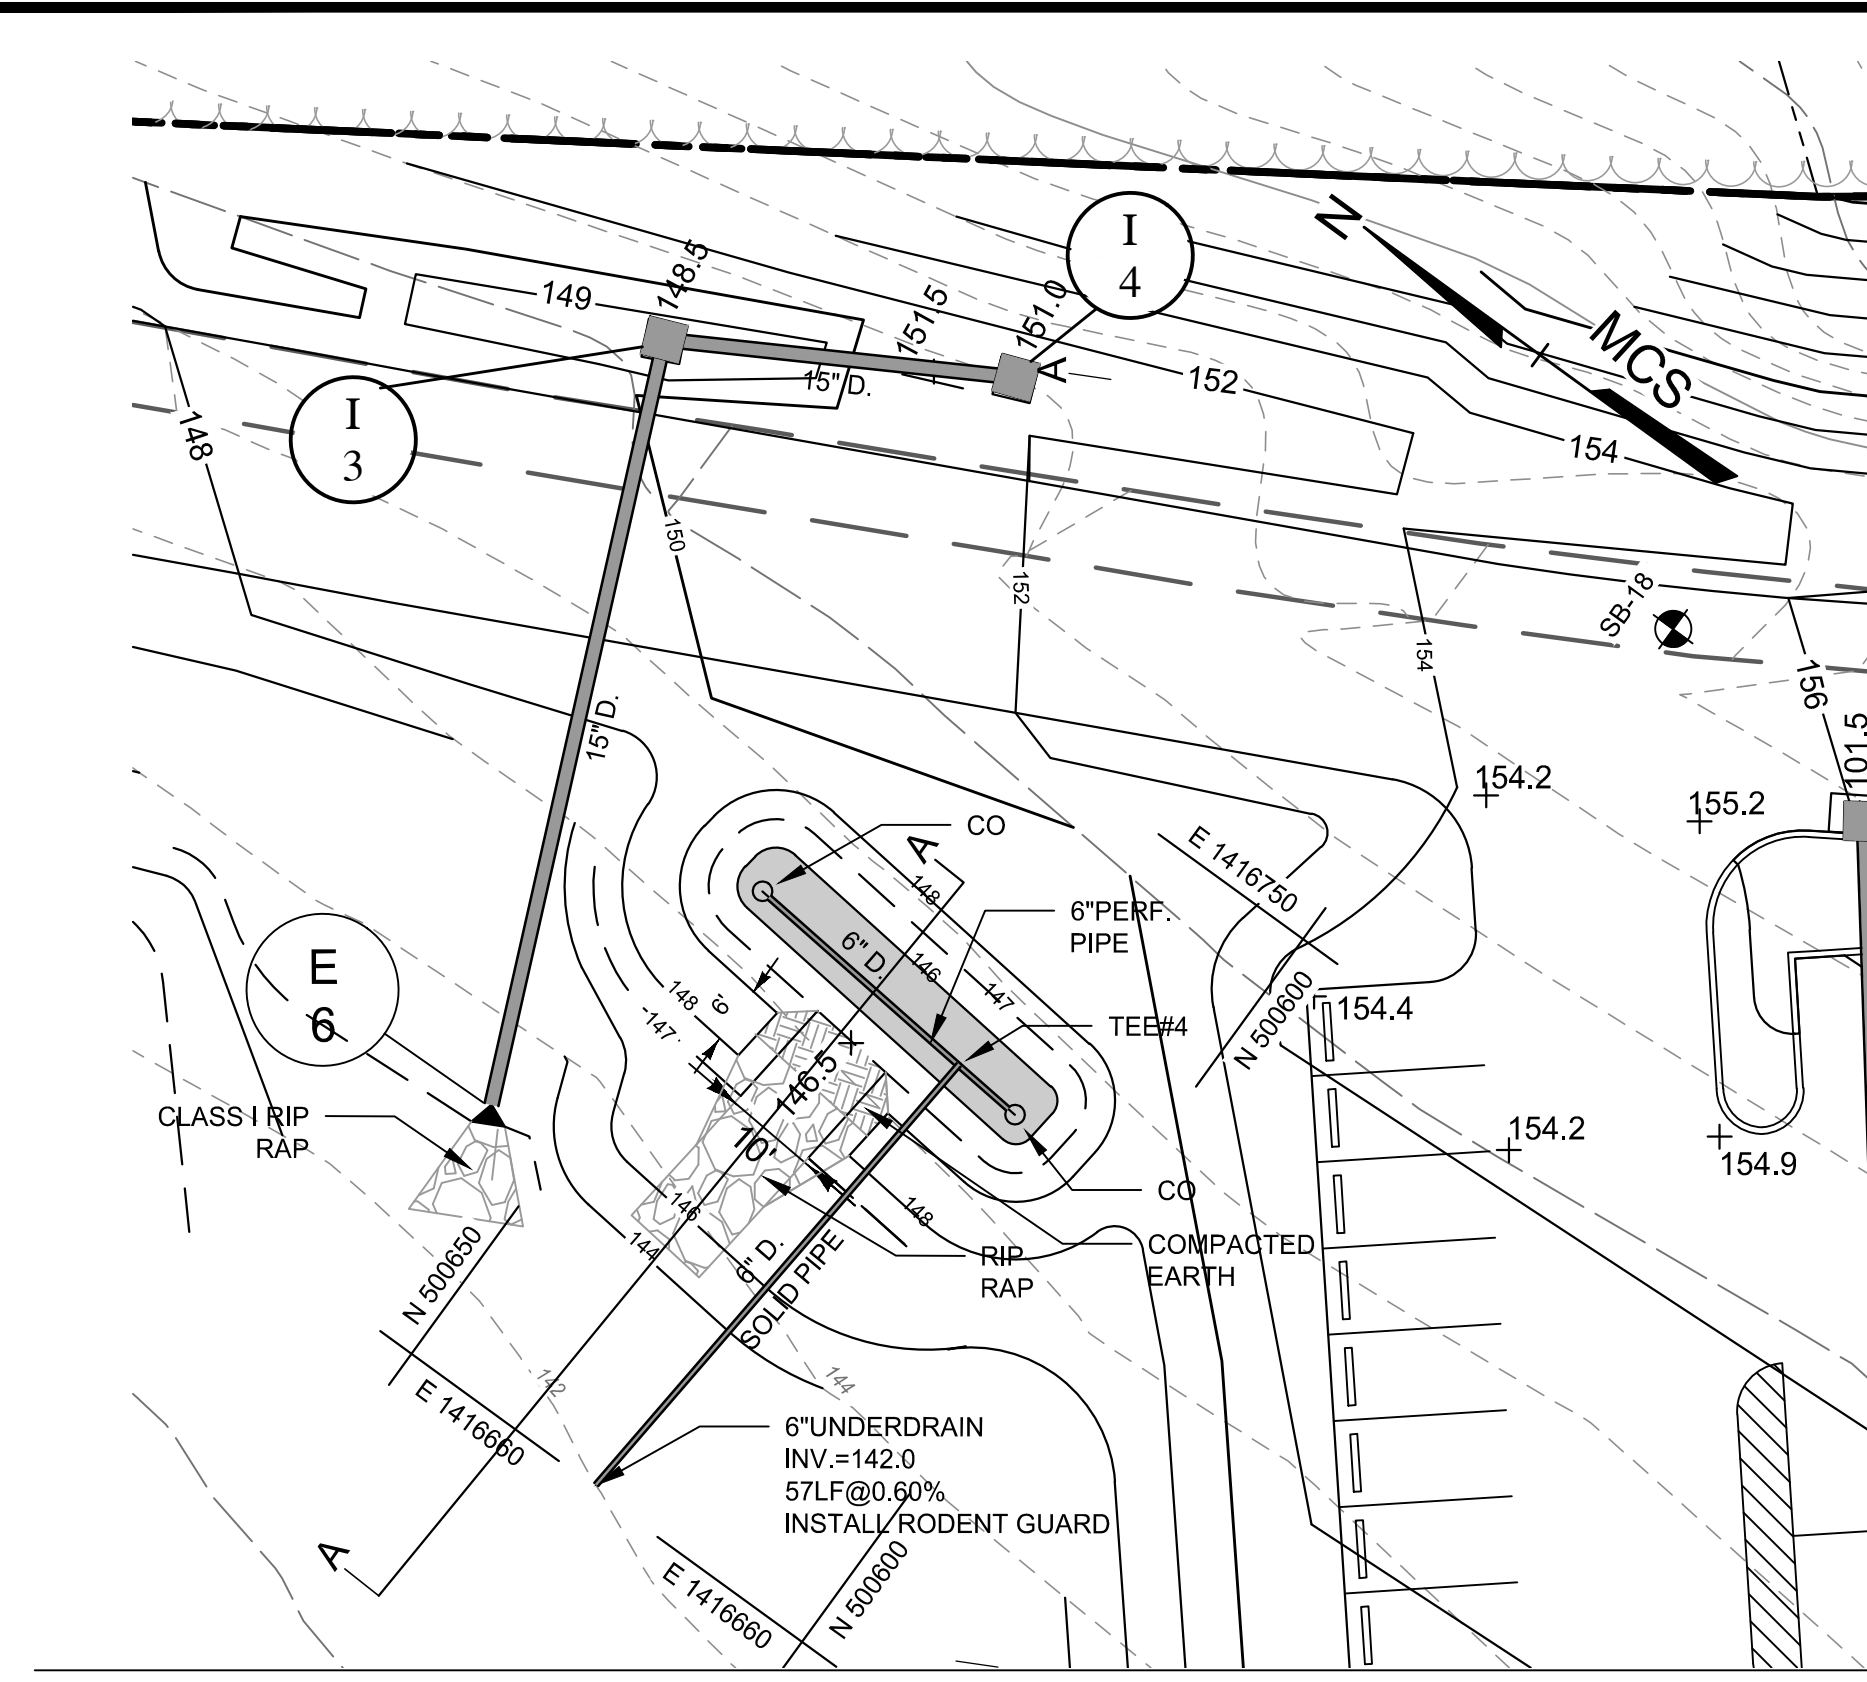 I
4
N
MCS
148.5
149
151.5
151.0
A
15" D.
152
154
I
3
148
150
152
154
SB-18
156
101.5
15" D.
154.2
155.2
CO
A
148
E 1416750
6"PERF.
PIPE
6" D.
146
147
E
6
148
6'
-147-
N 500600
154.4
TEE#4
146.5
CLASS I RIP
RAP
10'
154.2
154.9
CO
146
148
144
N 500650
6" D.
SOLID PIPE
RIP
RAP
COMPACTED
EARTH
142
144
E 1416660
6"UNDERDRAIN
INV.=142.0
57LF@0.60%
INSTALL RODENT GUARD
A
E 1416660
N 500600